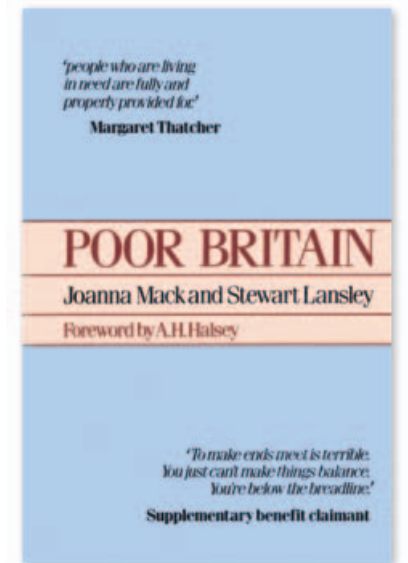 ‘people who are living
in need are fully and
properly provided for.’
Margaret Thatcher
POOR BRITAIN
Joanna Mack and Stewart Lansley
Foreword by A.H. Halsey
‘To make ends meet is terrible.
You just can't make things balance.
You're below the breadline.’
Supplementary benefit claimant